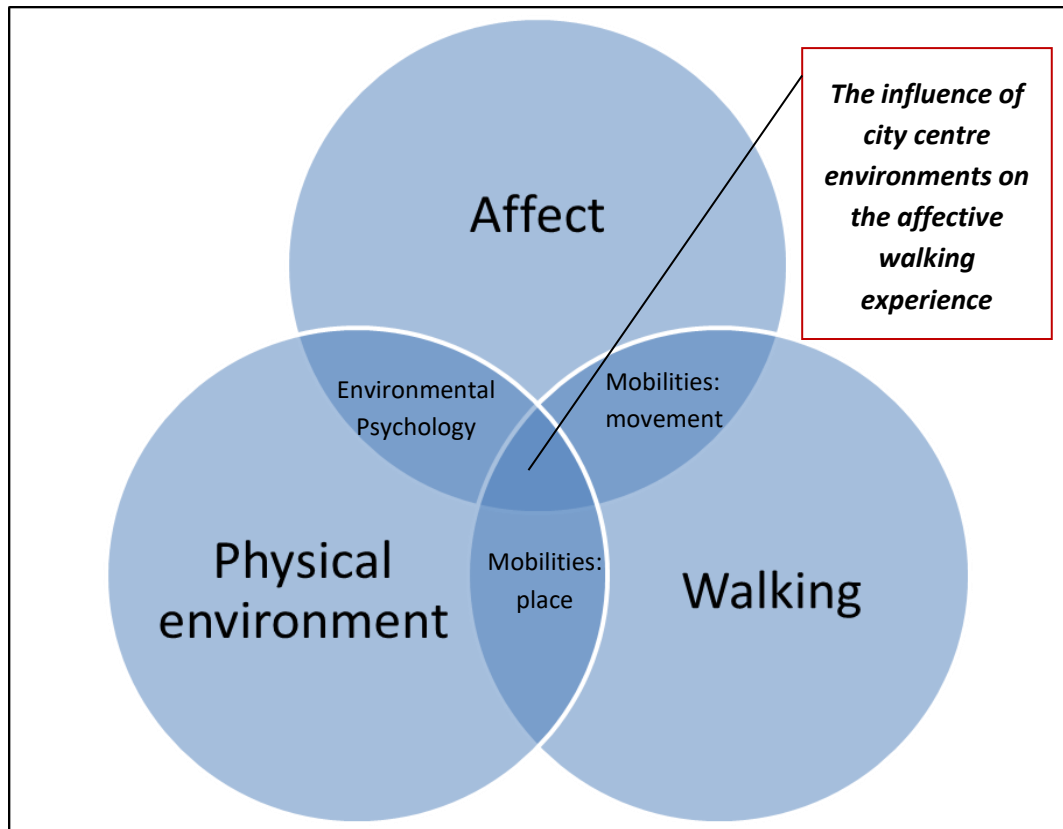 Affect
The influence of
city centre
environments on
the affective
walking
experience
Environmental
Psychology
Mobilities:
movement
Physical
environment
Mobilities:
place
Walking